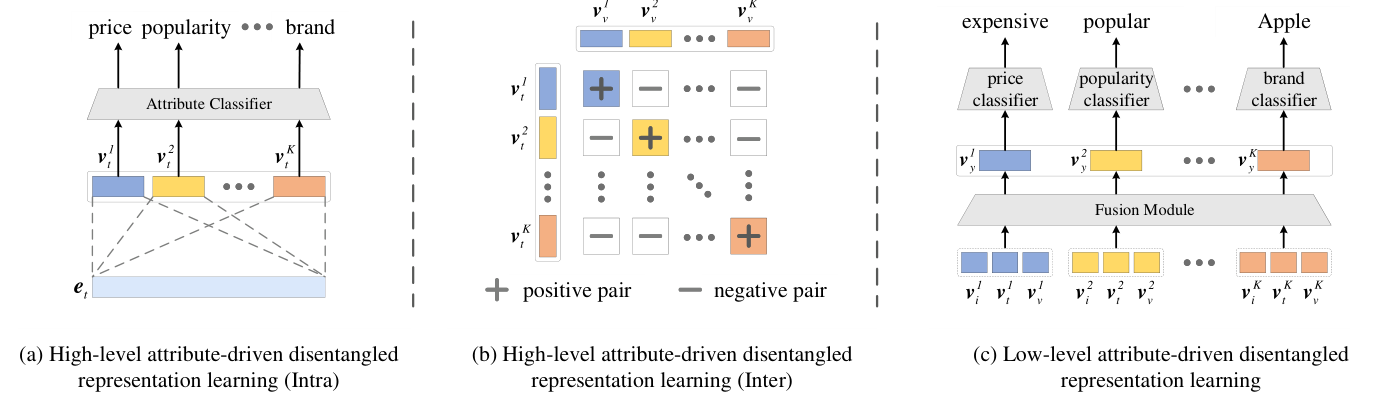 price popularity brand
Attribute Classifier
v_t^1 v_t^2 v_t^K
e_t
(a) High-level attribute-driven disentangled
representation learning (Intra)
v_v^1 v_v^2 v_v^K
v_t^1
v_t^2
v_t^K
positive pair negative pair
(b) High-level attribute-driven disentangled
representation learning (Inter)
expensive popular Apple
price popularity brand
classifier classifier classifier
v_y^1 v_y^2 v_y^K
Fusion Module
v_i^1 v_t^1 v_v^1 v_i^2 v_t^2 v_v^2 v_i^K v_t^K v_v^K
(c) Low-level attribute-driven disentangled
representation learning